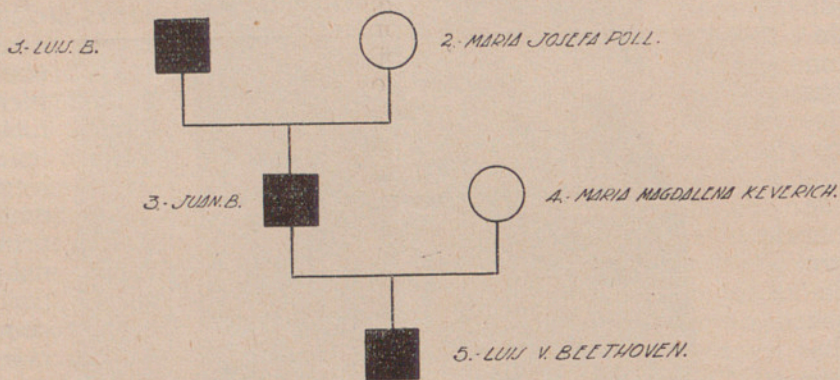 1.- LUIS. B.
2.- MARIA JOSEFA POLL.
3.- JUAN. B.
4.- MARIA MAGDALENA KEVERICH.
5.- LUIS V. BEETHOVEN.